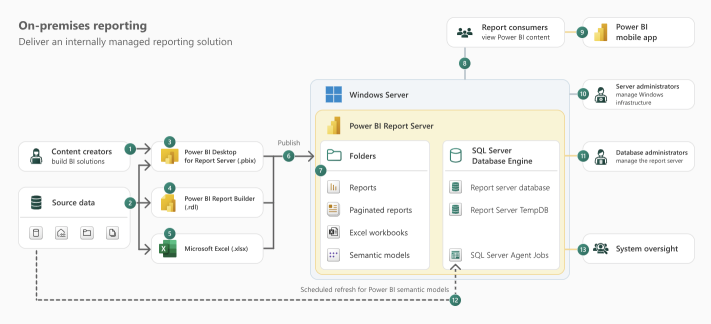 On-premises reporting
Deliver an internally managed reporting solution
Report consumers
view Power BI content
9
Power BI
mobile app
8
Windows Server
10
Server administrators
manage Windows
infrastructure
Power BI Report Server
Publish
1
Content creators
build BI solutions
3
Power BI Desktop
for Report Server (.pbix)
6
Folders
7
SQL Server
Database Engine
11
Database administrators
manage the report server
Source data
2
4
Power BI Report Builder
(.rdl)
Reports
Paginated reports
Excel workbooks
Semantic models
Report server database
Report Server TempDB
SQL Server Agent Jobs
5
Microsoft Excel (.xlsx)
13
System oversight
Scheduled refresh for Power BI semantic models
12